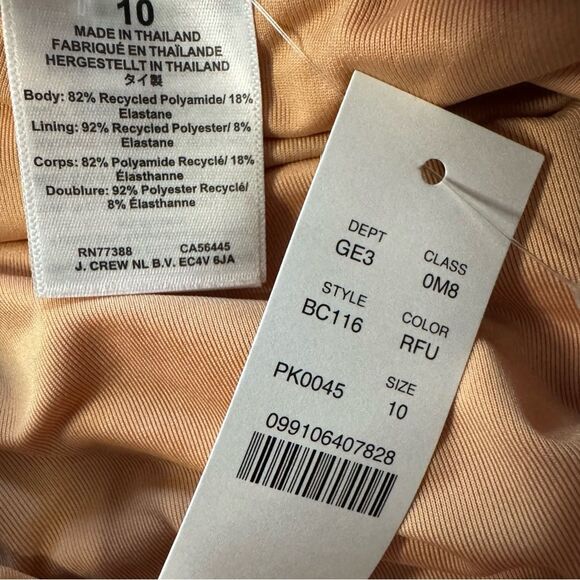 10
MADE IN THAILAND
FABRIQUÉ EN THAÏLANDE
HERGESTELLT IN THAILAND
タイ製
Body: 82% Recycled Polyamide/ 18%
Elastane
Lining: 92% Recycled Polyester/ 8%
Elastane
Corps: 82% Polyamide Recyclé/ 18%
Élasthanne
Doublure: 92% Polyester Recyclé/
8% Élasthanne
RN77388 CA56445
J. CREW NL B.V. EC4V 6JA
DEPT CLASS
GE3 0M8
STYLE COLOR
BC116 RFU
PK0045 SIZE
10
099106407828